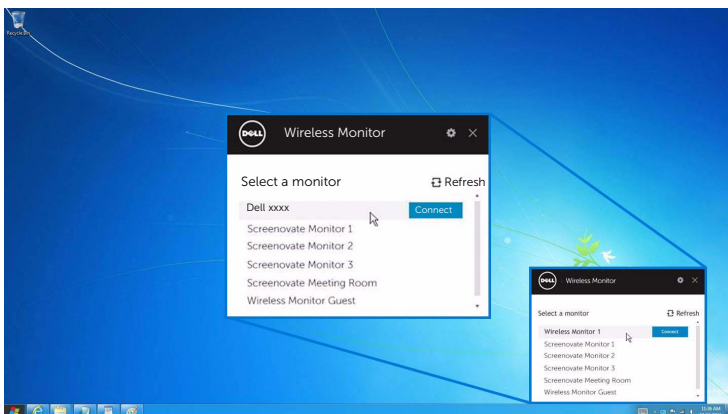 Recycle Bin
DELL
Wireless Monitor
Select a monitor
Refresh
Dell xxxx
Connect
Screenovate Monitor 1
Screenovate Monitor 2
Screenovate Monitor 3
Screenovate Meeting Room
Wireless Monitor Guest
DELL
Wireless Monitor
Select a monitor
Refresh
Wireless Monitor 1
Connect
Screenovate Monitor 1
Screenovate Monitor 2
Screenovate Monitor 3
Screenovate Meeting Room
Wireless Monitor Guest